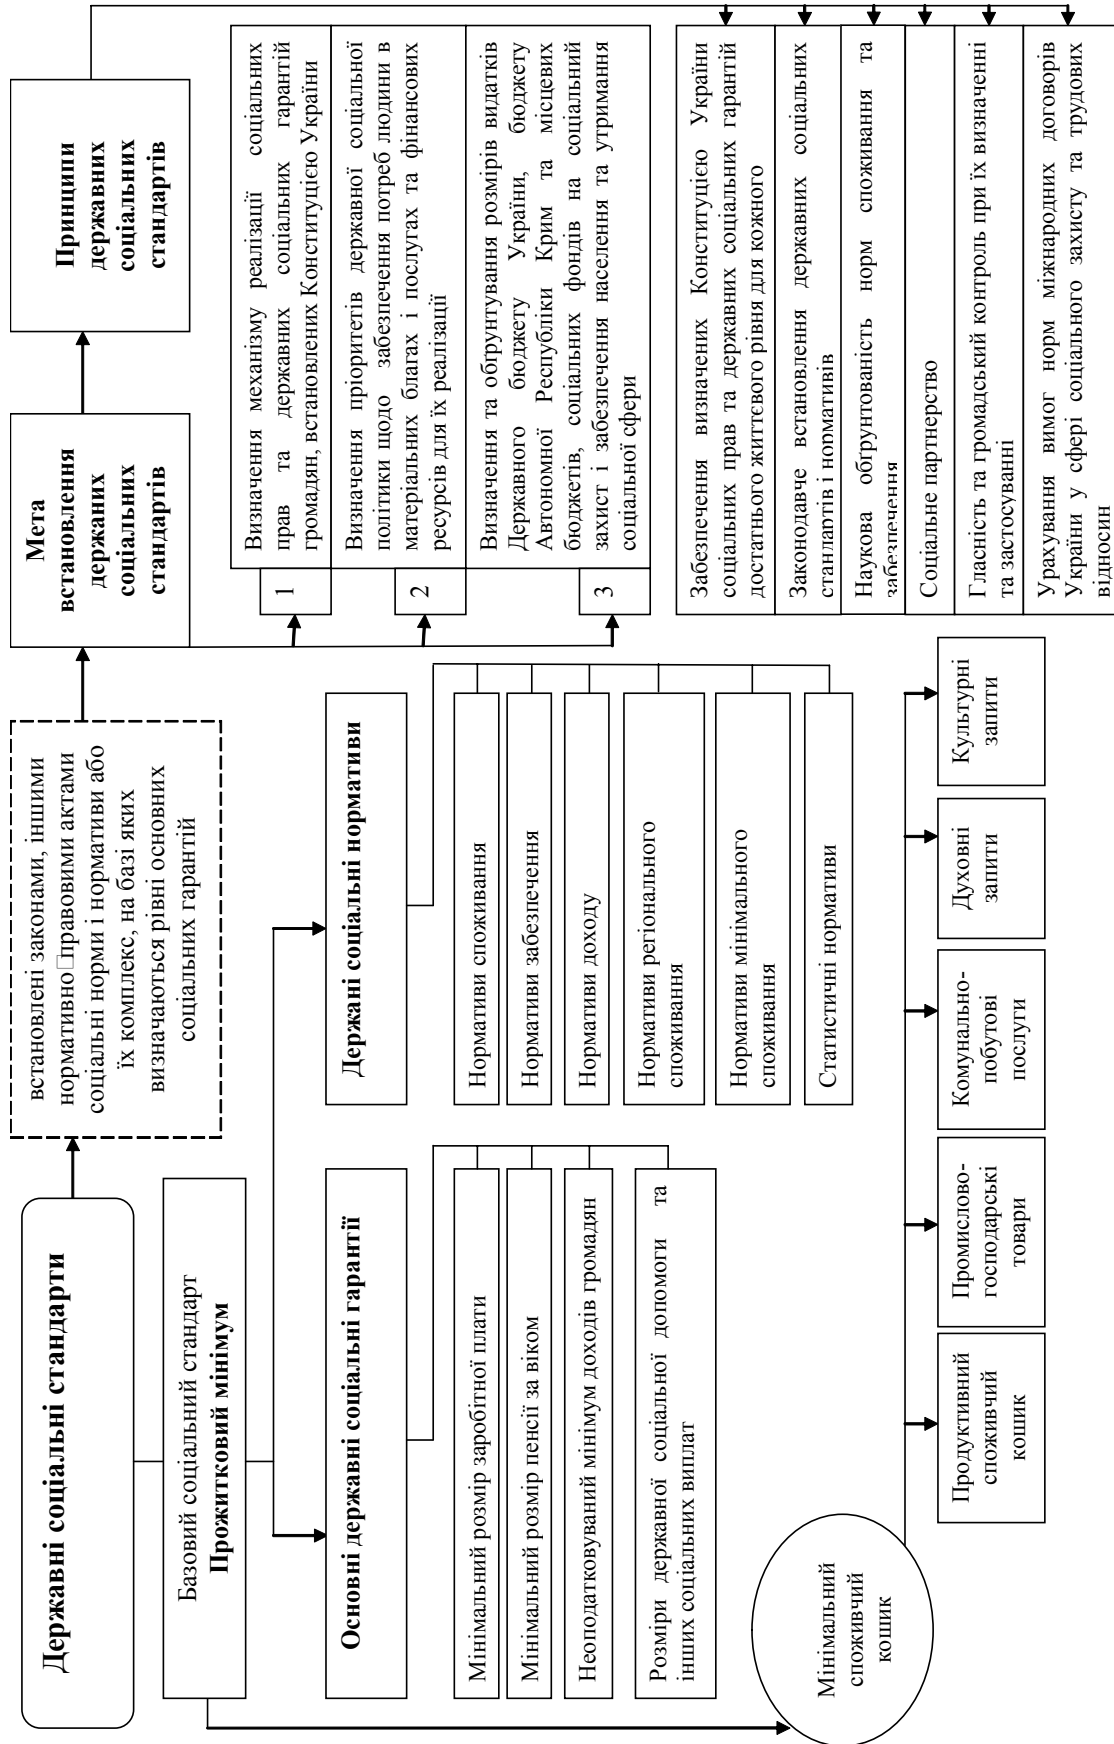 Державні соціальні стандарти
встановлені законами, іншими
нормативно□правовими актами
соціальні норми і нормативи або
їх комплекс, на базі яких
визначаються рівні основних
соціальних гарантій
Мета
встановлення
держаних
соціальних
стандартів
Принципи
державних
соціальних
стандартів
Базовий соціальний стандарт
Прожитковий мінімум
Основні державні соціальні гарантії
Мінімальний розмір заробітної плати
Мінімальний розмір пенсії за віком
Неоподатковуваний мінімум доходів громадян
Розміри державної соціальної допомоги та
інших соціальних виплат
Держані соціальні нормативи
Нормативи споживання
Нормативи забезпечення
Нормативи доходу
Нормативи регіонального
споживання
Нормативи мінімального
споживання
Статистичні нормативи
1
Визначення механізму реалізації соціальних
прав та державних соціальних гарантій
громадян, встановлених Конституцією України
2
Визначення пріоритетів державної соціальної
політики щодо забезпечення потреб людини в
матеріальних благах і послугах та фінансових
ресурсів для їх реалізації
3
Визначення та обґрунтування розмірів видатків
Державного бюджету України, бюджету
Автономної Республіки Крим та місцевих
бюджетів, соціальних фондів на соціальний
захист і забезпечення населення та утримання
соціальної сфери
Забезпечення визначених Конституцією України
соціальних прав та державних соціальних гарантій
достатнього життєвого рівня для кожного
Законодавче встановлення державних соціальних
стандартів і нормативів
Наукова обґрунтованість норм споживання та
забезпечення
Соціальне партнерство
Гласність та громадський контроль при їх визначенні
та застосуванні
Урахування вимог норм міжнародних договорів
України у сфері соціального захисту та трудових
відносин
Мінімальний
споживчий
кошик
Продуктивний
споживчий
кошик
Промислово-
господарські
товари
Комунально-
побутові
послуги
Духовні
запити
Культурні
запити